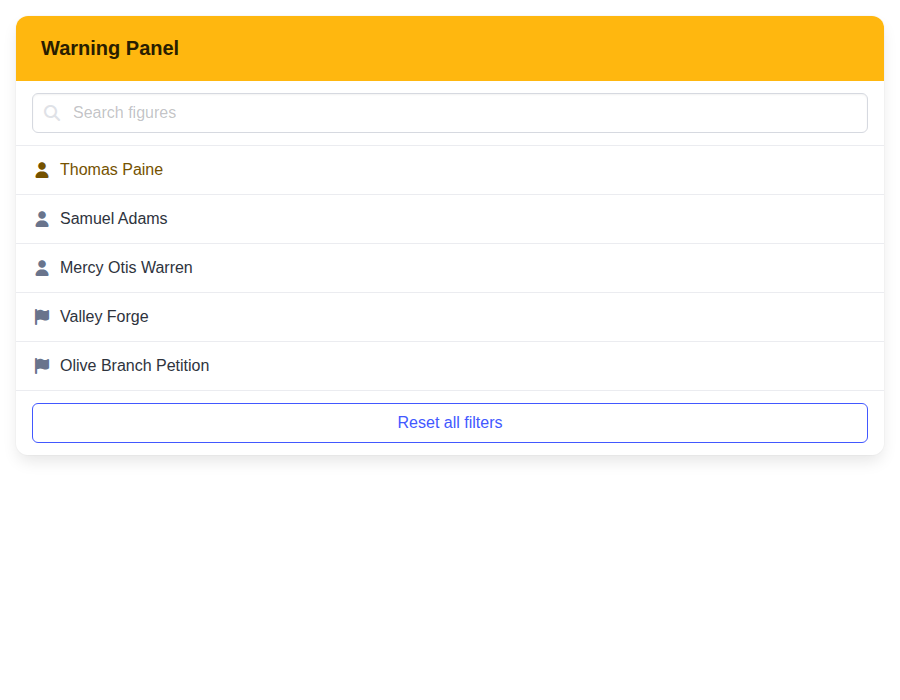 Warning Panel
Search figures
Thomas Paine
Samuel Adams
Mercy Otis Warren
Valley Forge
Olive Branch Petition
Reset all filters